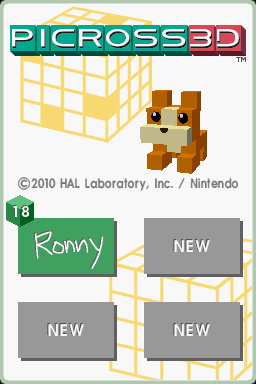 PICROSS3D
TM
©2010 HAL Laboratory, Inc. / Nintendo
18
Ronny
NEW
NEW
NEW